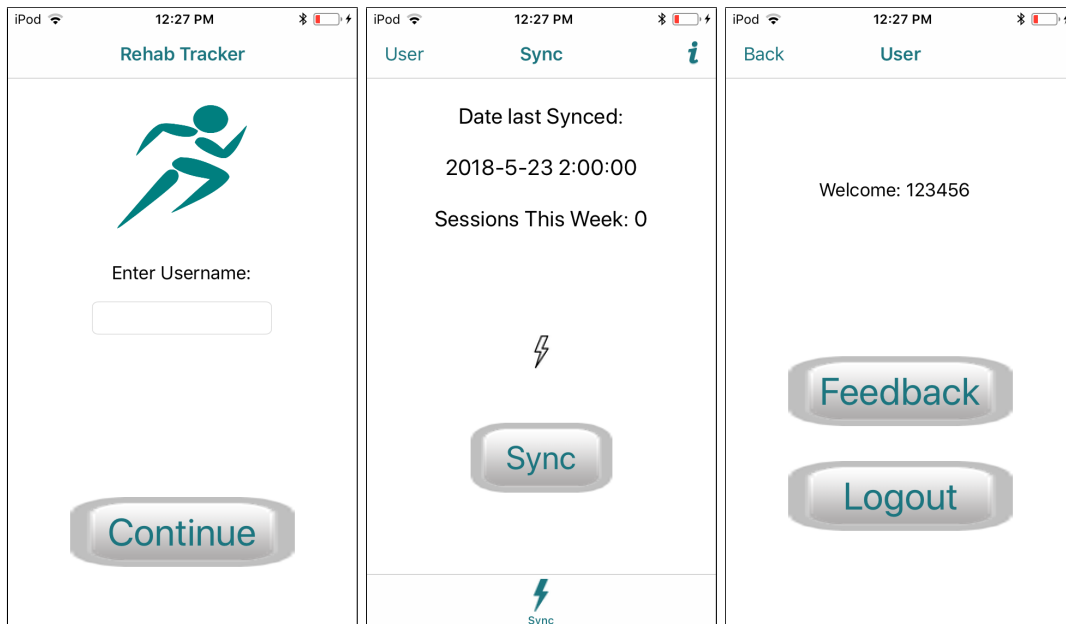 iPod 12:27 PM
Rehab Tracker
Enter Username:
Continue
iPod 12:27 PM
User Sync i
Date last Synced:
2018-5-23 2:00:00
Sessions This Week: 0
Sync
Sync
iPod 12:27 PM
Back User
Welcome: 123456
Feedback
Logout